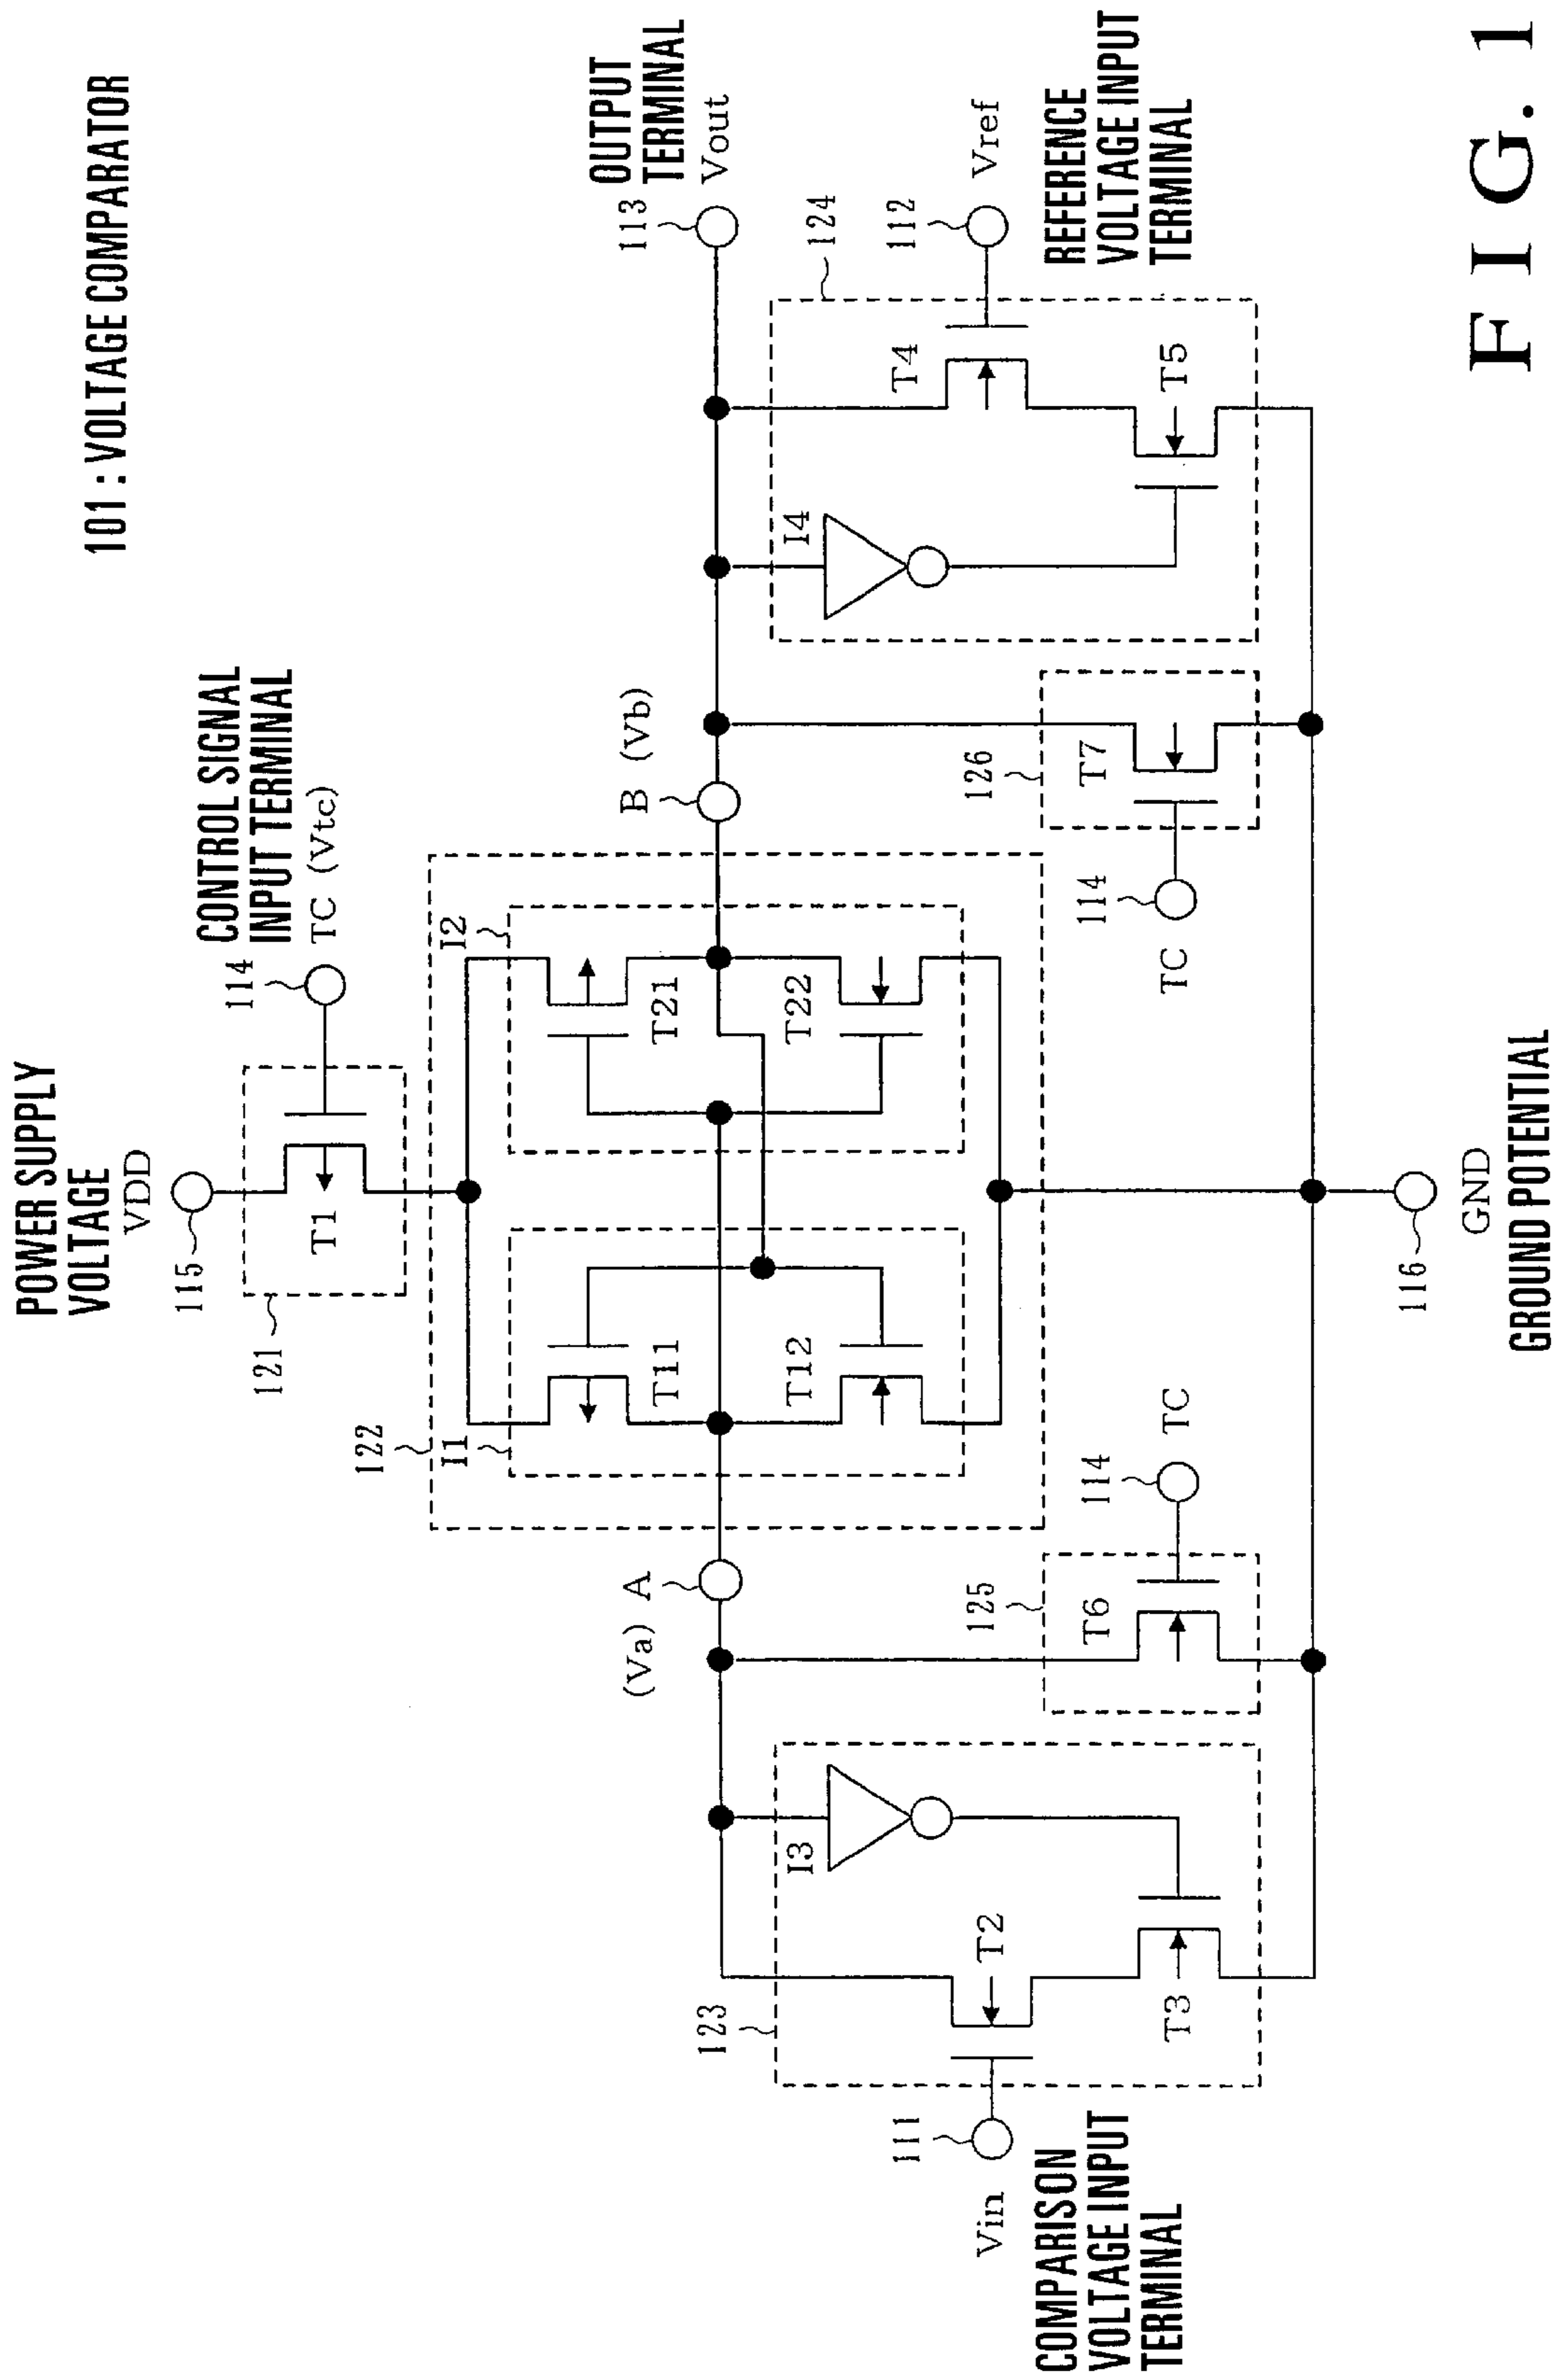 101 : VOLTAGE COMPARATOR
POWER SUPPLY
VOLTAGE
VDD
115
CONTROL SIGNAL
INPUT TERMINAL
TC (Vtc)
114
121
T1
122
I1
I2
T11
T21
T12
T22
(Va) A
B (Vb)
OUTPUT
TERMINAL
113
Vout
123
I3
T2
T3
111
Vin
COMPARISON
VOLTAGE INPUT
TERMINAL
125
T6
114
TC
TC
114
126
T7
I4
T4
T5
124
112
Vref
REFERENCE
VOLTAGE INPUT
TERMINAL
116
GND
GROUND POTENTIAL
FIG. 1